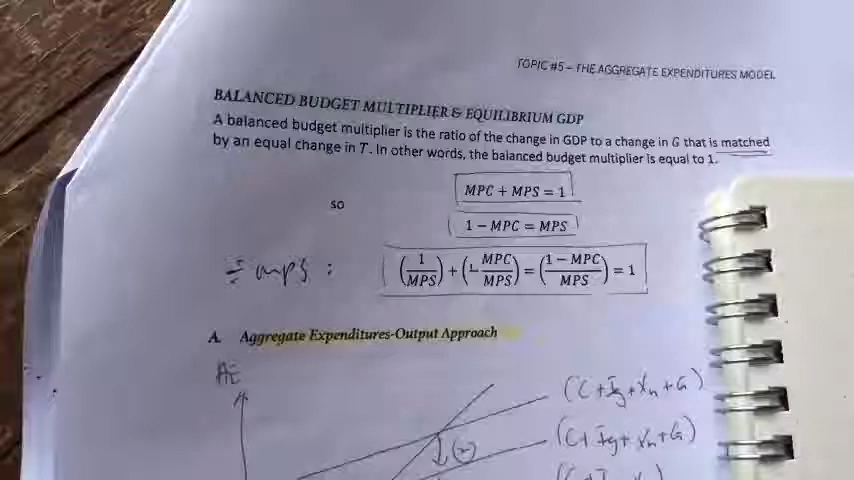 TOPIC #5 – THE AGGREGATE EXPENDITURES MODEL
BALANCED BUDGET MULTIPLIER & EQUILIBRIUM GDP
A balanced budget multiplier is the ratio of the change in GDP to a change in G that is matched
by an equal change in T. In other words, the balanced budget multiplier is equal to 1.
MPC + MPS = 1
so
1 − MPC = MPS
÷ mps : (1/MPS) + (− MPC/MPS) = (1 − MPC/MPS) = 1
A. Aggregate Expenditures-Output Approach
AE
(C + Ig + Xn + G)
↓(−)
(C + Ig + Xn + G)